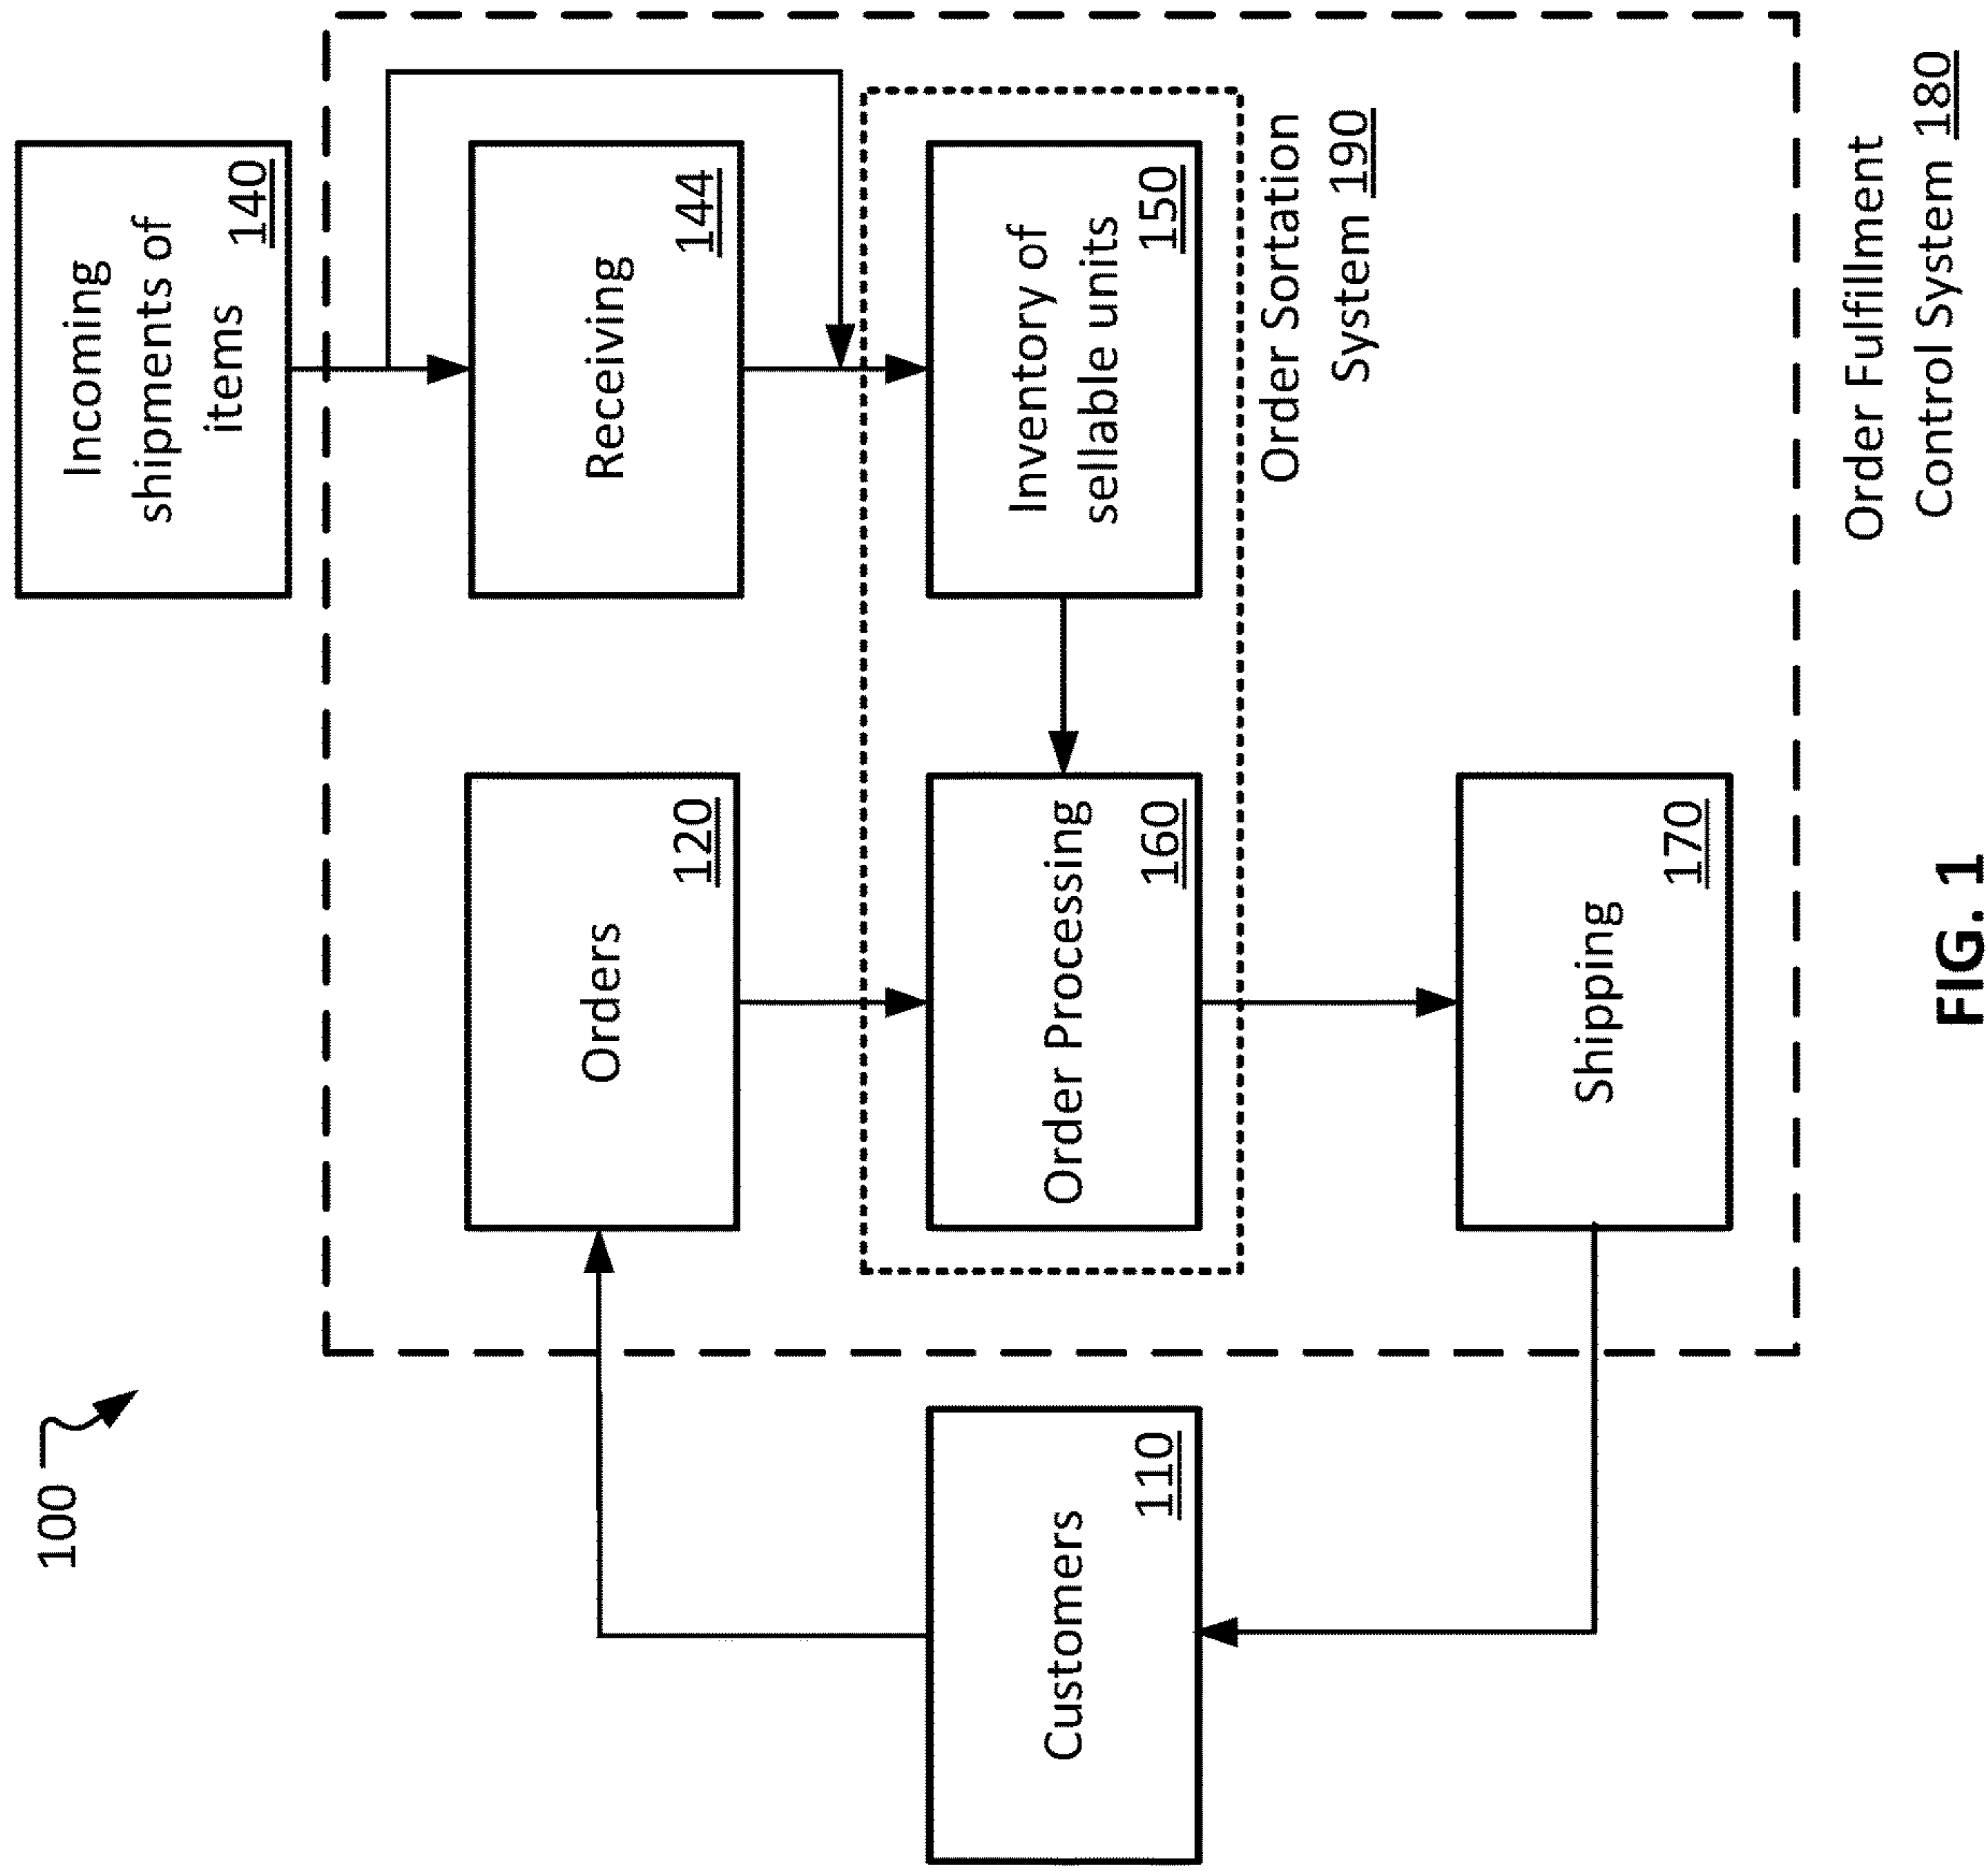 100
Incoming
shipments of
items 140
Orders
120
Receiving
144
Customers
110
Order Processing
160
Inventory of
sellable units
150
Order Sortation
System 190
Shipping
170
Order Fulfillment
Control System 180
FIG. 1